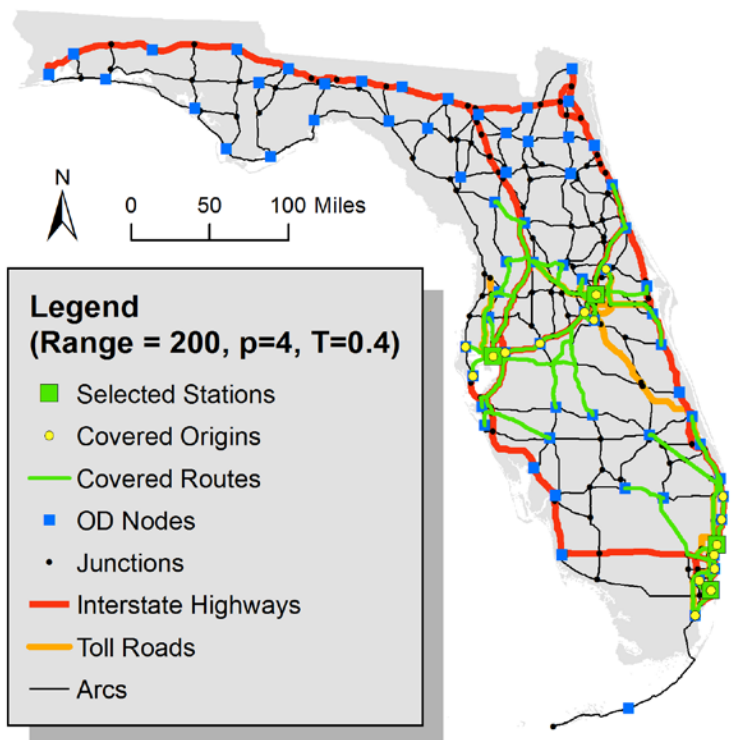 N
0 50 100 Miles
Legend
(Range = 200, p=4, T=0.4)
Selected Stations
Covered Origins
Covered Routes
OD Nodes
Junctions
Interstate Highways
Toll Roads
Arcs